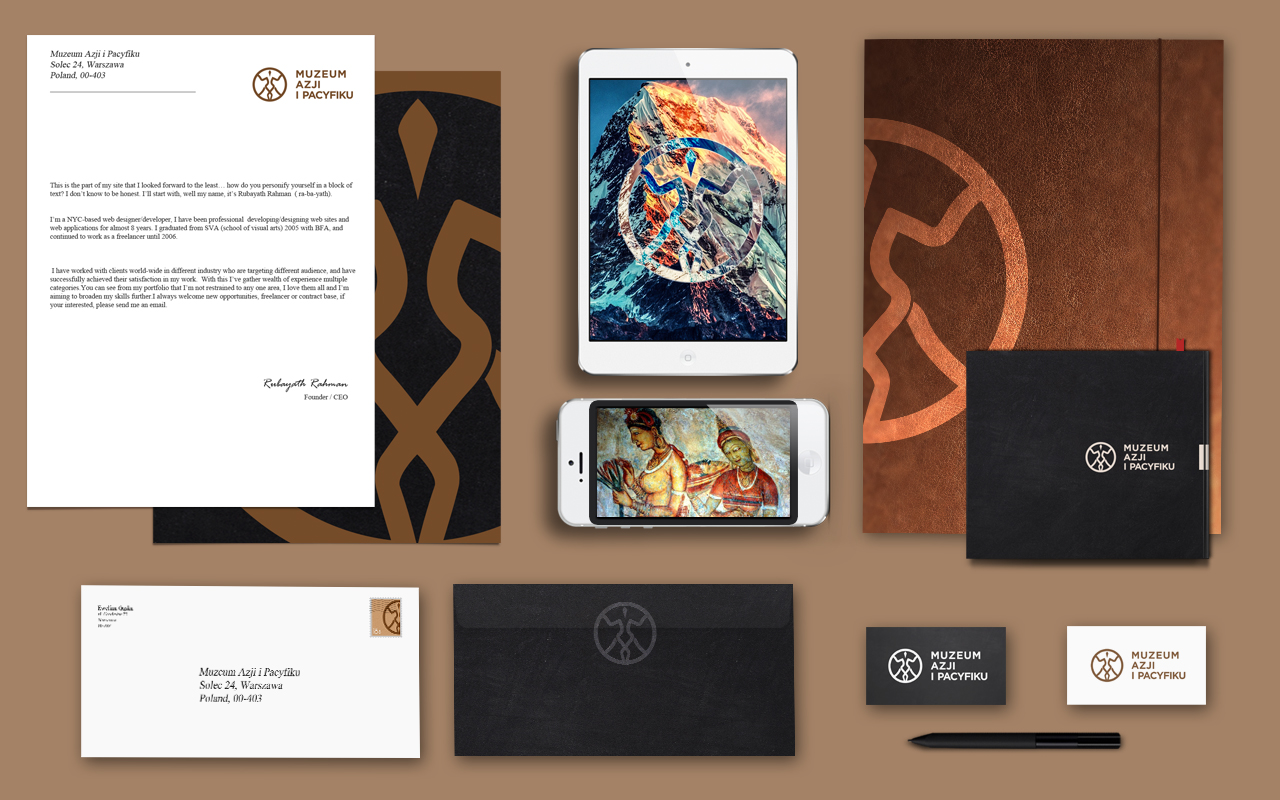 Muzeum Azji i Pacyfiku
Solec 24, Warszawa
Poland, 00-403
MUZEUM
AZJI
I PACYFIKU
This is the part of my site that I looked forward to the least… how do you personify yourself in a block of
text? I don't know to be honest. I'll start with, well my name, it's Rubayath Rahman ( ra-ba-yath).
I'm a NYC-based web designer/developer, I have been professional developing/designing web sites and
web applications for almost 8 years. I graduated from SVA (school of visual arts) 2005 with BFA, and
continued to work as a freelancer until 2006.
I have worked with clients world-wide in different industry who are targeting different audience, and have
successfully achieved their satisfaction in my work. With this I've gather wealth of experience multiple
categories.You can see from my portfolio that I'm not restrained to any one area, I love them all and I'm
aiming to broaden my skills further.I always welcome new opportunities, freelancer or contract base, if
your interested, please send me an email.
Rubayath Rahman
Founder / CEO
MUZEUM
AZJI
I PACYFIKU
Muzeum Azji i Pacyfiku
Solec 24, Warszawa
Poland, 00-403
MUZEUM
AZJI
I PACYFIKU
MUZEUM
AZJI
I PACYFIKU